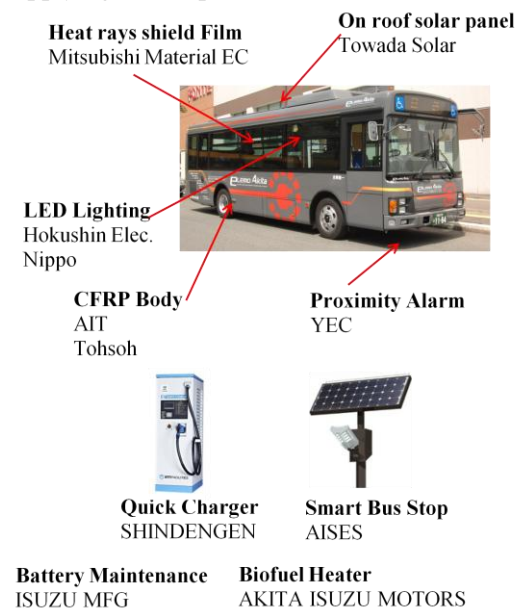 On roof solar panel
Towada Solar
Heat rays shield Film
Mitsubishi Material EC
eLEMO Akita
LED Lighting
Hokushin Elec.
Nippo
CFRP Body
AIT
Tohsoh
Proximity Alarm
YEC
Quick Charger
SHINDENGEN
Smart Bus Stop
AISES
Battery Maintenance
ISUZU MFG
Biofuel Heater
AKITA ISUZU MOTORS